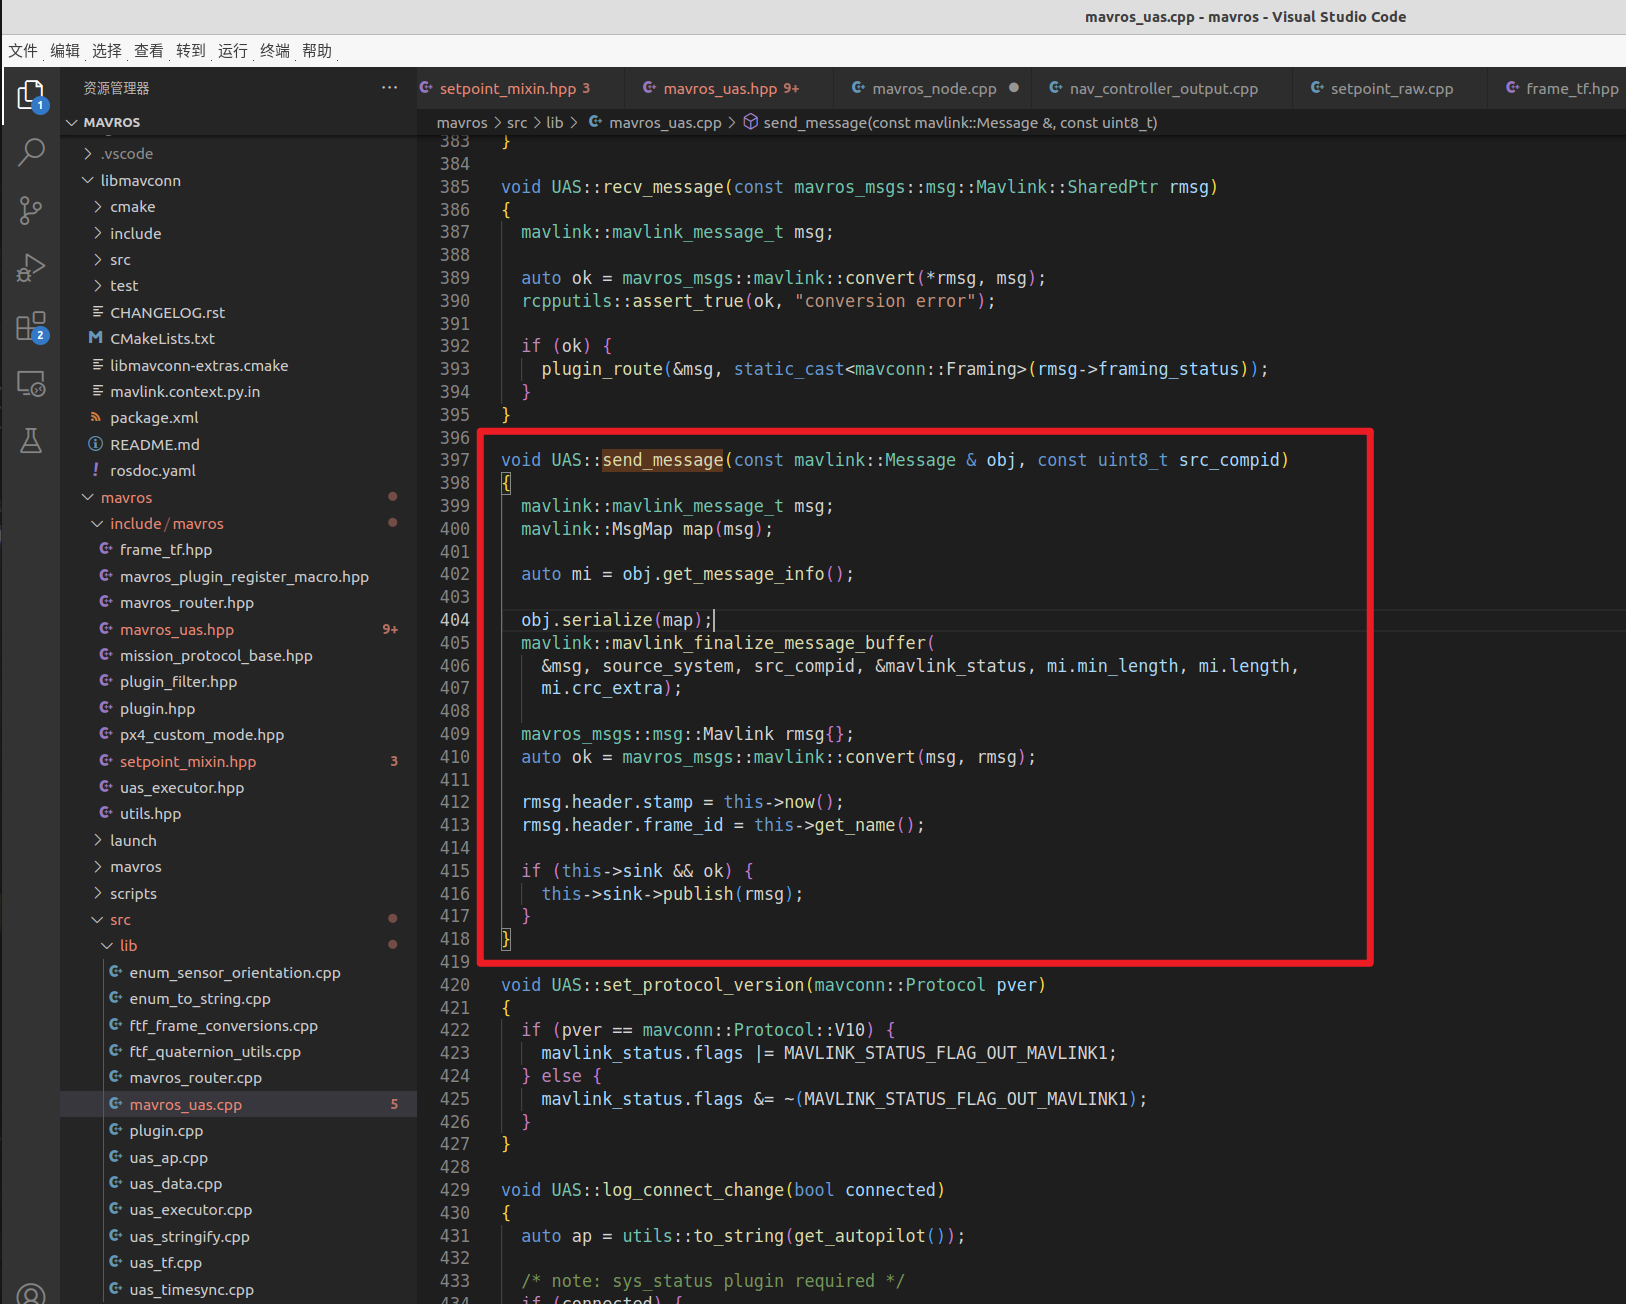 mavros_uas.cpp - mavros - Visual Studio Code
文件 编辑 选择 查看 转到 运行 终端 帮助
资源管理器 ···
setpoint_mixin.hpp 3 mavros_uas.hpp 9+ mavros_node.cpp ● nav_controller_output.cpp setpoint_raw.cpp frame_tf.hpp
mavros > src > lib > mavros_uas.cpp > send_message(const mavlink::Message &, const uint8_t)
MAVROS
.vscode
libmavconn
cmake
include
src
test
CHANGELOG.rst
CMakeLists.txt
libmavconn-extras.cmake
mavlink.context.py.in
package.xml
README.md
rosdoc.yaml
mavros
include/mavros
frame_tf.hpp
mavros_plugin_register_macro.hpp
mavros_router.hpp
mavros_uas.hpp 9+
mission_protocol_base.hpp
plugin_filter.hpp
plugin.hpp
px4_custom_mode.hpp
setpoint_mixin.hpp 3
uas_executor.hpp
utils.hpp
launch
mavros
scripts
src
lib
enum_sensor_orientation.cpp
enum_to_string.cpp
ftf_frame_conversions.cpp
ftf_quaternion_utils.cpp
mavros_router.cpp
mavros_uas.cpp 5
plugin.cpp
uas_ap.cpp
uas_data.cpp
uas_executor.cpp
uas_stringify.cpp
uas_tf.cpp
uas_timesync.cpp
1
2
383 }
384
385 void UAS::recv_message(const mavros_msgs::msg::Mavlink::SharedPtr rmsg)
386 {
387 mavlink::mavlink_message_t msg;
388
389 auto ok = mavros_msgs::mavlink::convert(*rmsg, msg);
390 rcpputils::assert_true(ok, "conversion error");
391
392 if (ok) {
393 plugin_route(&msg, static_cast<mavconn::Framing>(rmsg->framing_status));
394 }
395 }
396
397 void UAS::send_message(const mavlink::Message & obj, const uint8_t src_compid)
398 {
399 mavlink::mavlink_message_t msg;
400 mavlink::MsgMap map(msg);
401
402 auto mi = obj.get_message_info();
403
404 obj.serialize(map);
405 mavlink::mavlink_finalize_message_buffer(
406 &msg, source_system, src_compid, &mavlink_status, mi.min_length, mi.length,
407 mi.crc_extra);
408
409 mavros_msgs::msg::Mavlink rmsg{};
410 auto ok = mavros_msgs::mavlink::convert(msg, rmsg);
411
412 rmsg.header.stamp = this->now();
413 rmsg.header.frame_id = this->get_name();
414
415 if (this->sink && ok) {
416 this->sink->publish(rmsg);
417 }
418 }
419
420 void UAS::set_protocol_version(mavconn::Protocol pver)
421 {
422 if (pver == mavconn::Protocol::V10) {
423 mavlink_status.flags |= MAVLINK_STATUS_FLAG_OUT_MAVLINK1;
424 } else {
425 mavlink_status.flags &= ~(MAVLINK_STATUS_FLAG_OUT_MAVLINK1);
426 }
427 }
428
429 void UAS::log_connect_change(bool connected)
430 {
431 auto ap = utils::to_string(get_autopilot());
432
433 /* note: sys_status plugin required */
434 if (connected) {